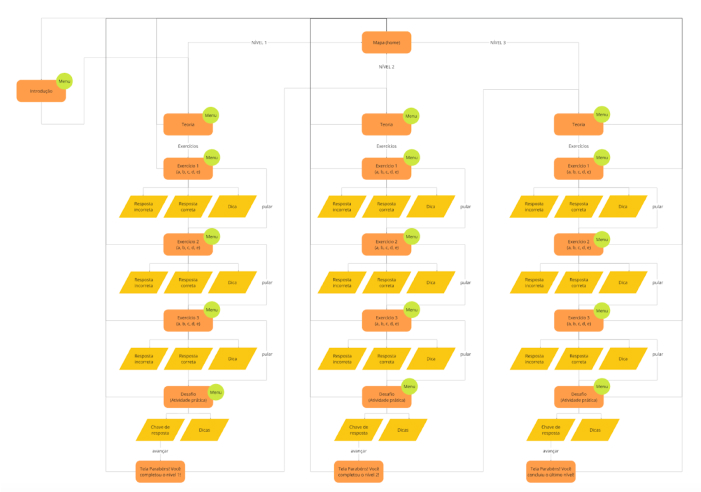 Mapa (home)
NÍVEL 1
NÍVEL 2
NÍVEL 3
Introdução
Menu
Teoria
Menu
Exercícios
Exercício 1
(a, b, c, d, e)
Menu
Resposta
incorreta
Resposta
correta
Dica
pular
Exercício 2
(a, b, c, d, e)
Menu
Resposta
incorreta
Resposta
correta
Dica
pular
Exercício 3
(a, b, c, d, e)
Menu
Resposta
incorreta
Resposta
correta
Dica
pular
Desafio
(Atividade prática)
Menu
Chave de
resposta
Dicas
avançar
Tela Parabéns! Você
completou o nível 1!
Teoria
Menu
Exercícios
Exercício 1
(a, b, c, d, e)
Menu
Resposta
incorreta
Resposta
correta
Dica
pular
Exercício 2
(a, b, c, d, e)
Menu
Resposta
incorreta
Resposta
correta
Dica
pular
Exercício 3
(a, b, c, d, e)
Menu
Resposta
incorreta
Resposta
correta
Dica
pular
Desafio
(Atividade prática)
Menu
Chave de
resposta
Dicas
avançar
Tela Parabéns! Você
completou o nível 2!
Teoria
Menu
Exercícios
Exercício 1
(a, b, c, d, e)
Menu
Resposta
incorreta
Resposta
correta
Dica
pular
Exercício 2
(a, b, c, d, e)
Menu
Resposta
incorreta
Resposta
correta
Dica
pular
Exercício 3
(a, b, c, d, e)
Menu
Resposta
incorreta
Resposta
correta
Dica
pular
Desafio
(Atividade prática)
Menu
Chave de
resposta
Dicas
avançar
Tela Parabéns! Você
concluiu o último nível!